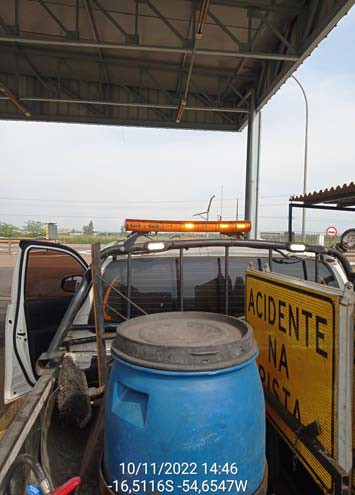 ACIDENTE
NA
PISTA
10/11/2022 14:46
-16,5116S -54,6547W